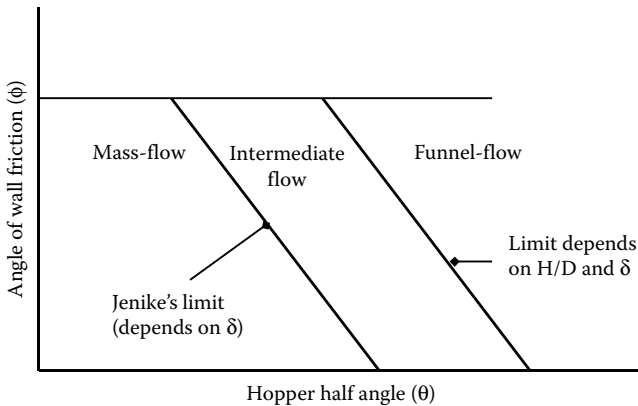 Angle of wall friction (ϕ)
Mass-flow
Intermediate
flow
Funnel-flow
Limit depends
on H/D and δ
Jenike’s limit
(depends on δ)
Hopper half angle (θ)